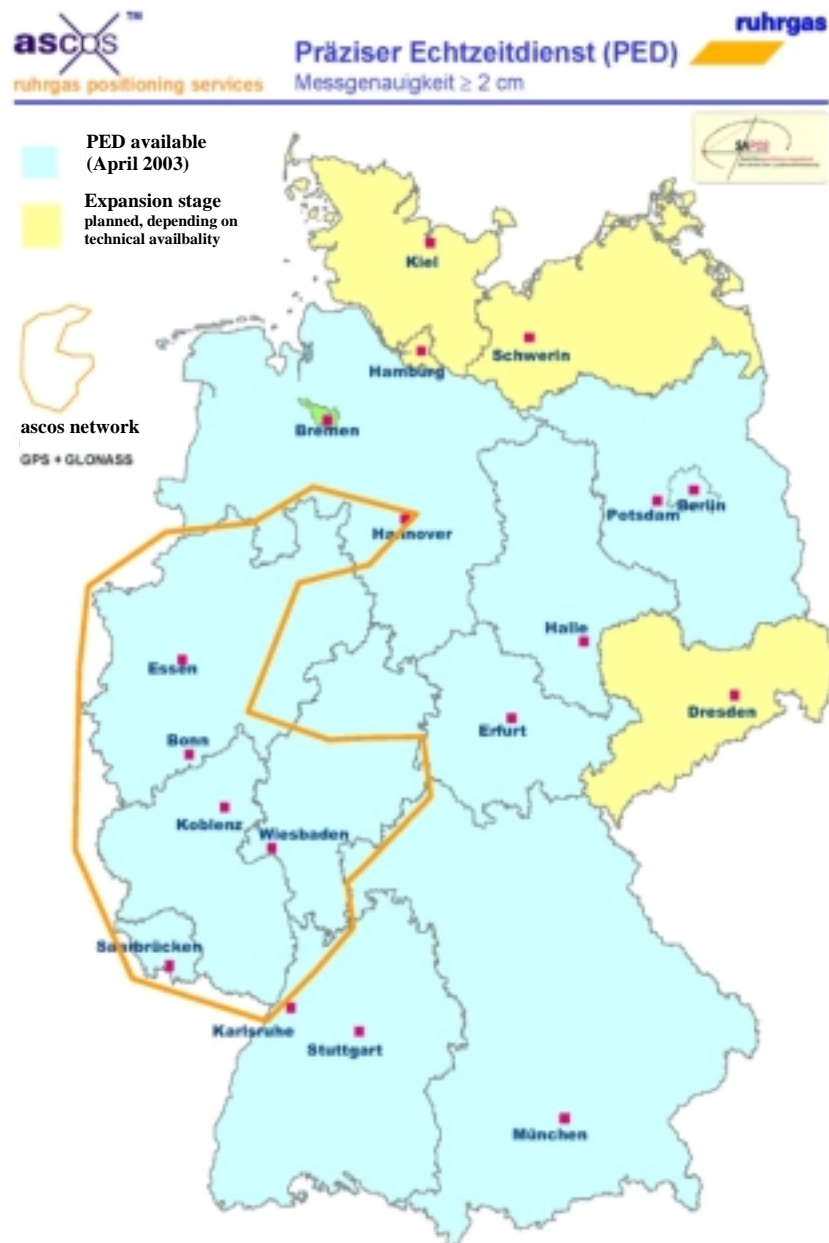 ascos TM
ruhrgas positioning services
Präziser Echtzeitdienst (PED)
Messgenauigkeit ≥ 2 cm
ruhrgas
PED available
(April 2003)
Expansion stage
planned, depending on
technical availbality
SAPOS
ascos network
GPS + GLONASS
Kiel
Hamburg
Schwerin
Bremen
Potsdam
Berlin
Hannover
Halle
Essen
Dresden
Erfurt
Bonn
Koblenz
Wiesbaden
Saarbrücken
Karlsruhe
Stuttgart
München